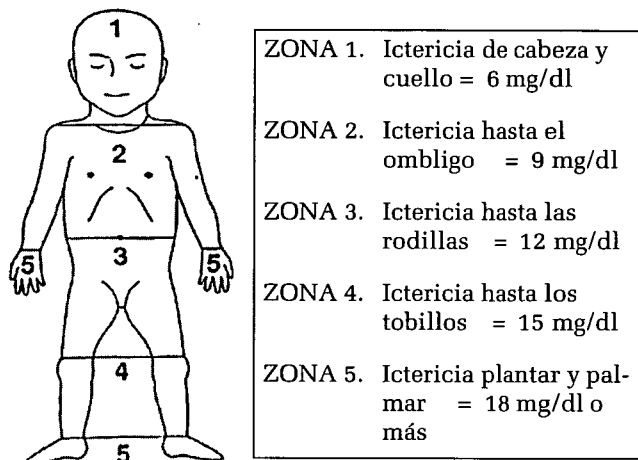 1
2
3
5
5
4
5
ZONA 1. Ictericia de cabeza y
cuello = 6 mg/dl
ZONA 2. Ictericia hasta el
ombligo = 9 mg/dl
ZONA 3. Ictericia hasta las
rodillas = 12 mg/dl
ZONA 4. Ictericia hasta los
tobillos = 15 mg/dl
ZONA 5. Ictericia plantar y pal-
mar = 18 mg/dl o
más